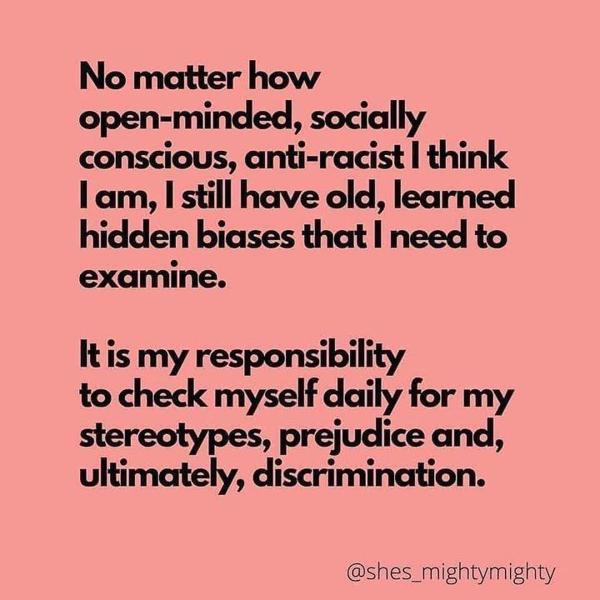 No matter how
open-minded, socially
conscious, anti-racist I think
I am, I still have old, learned
hidden biases that I need to
examine.
It is my responsibility
to check myself daily for my
stereotypes, prejudice and,
ultimately, discrimination.
@shes_mightymighty